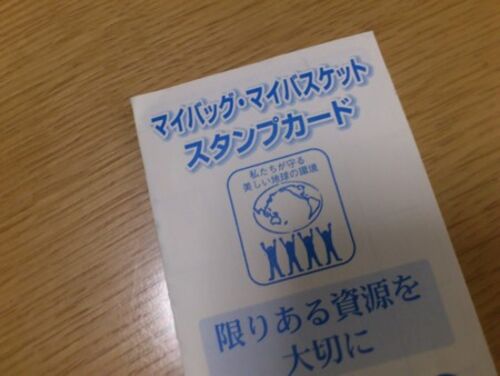 マイバッグ・マイバスケット
スタンプカード
私たちが守る
美しい地球の環境
限りある資源を
大切に